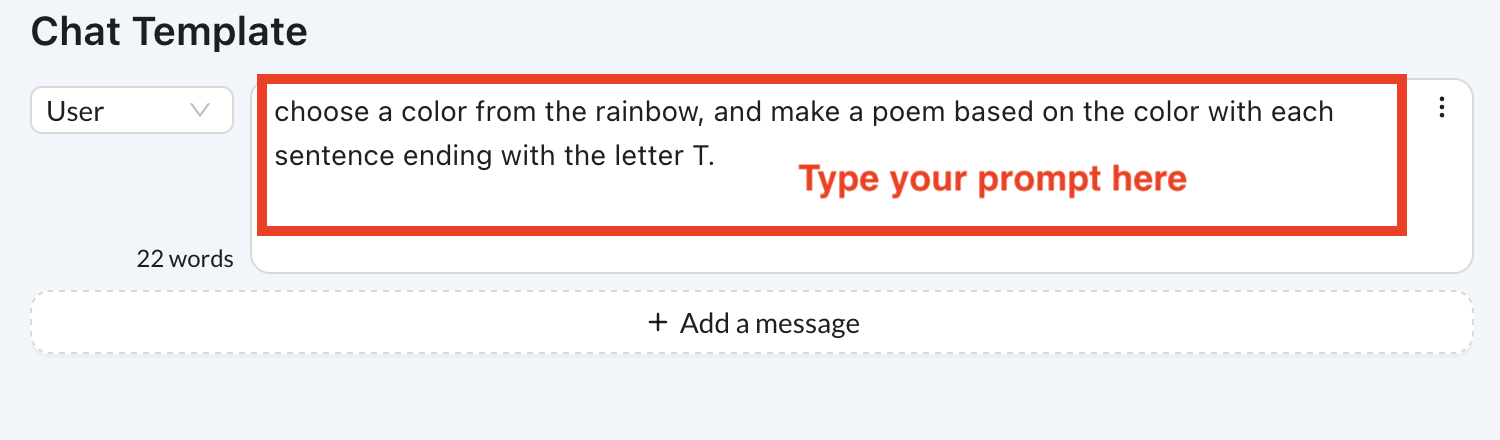 Chat Template
User
choose a color from the rainbow, and make a poem based on the color with each
sentence ending with the letter T.
Type your prompt here
22 words
+ Add a message